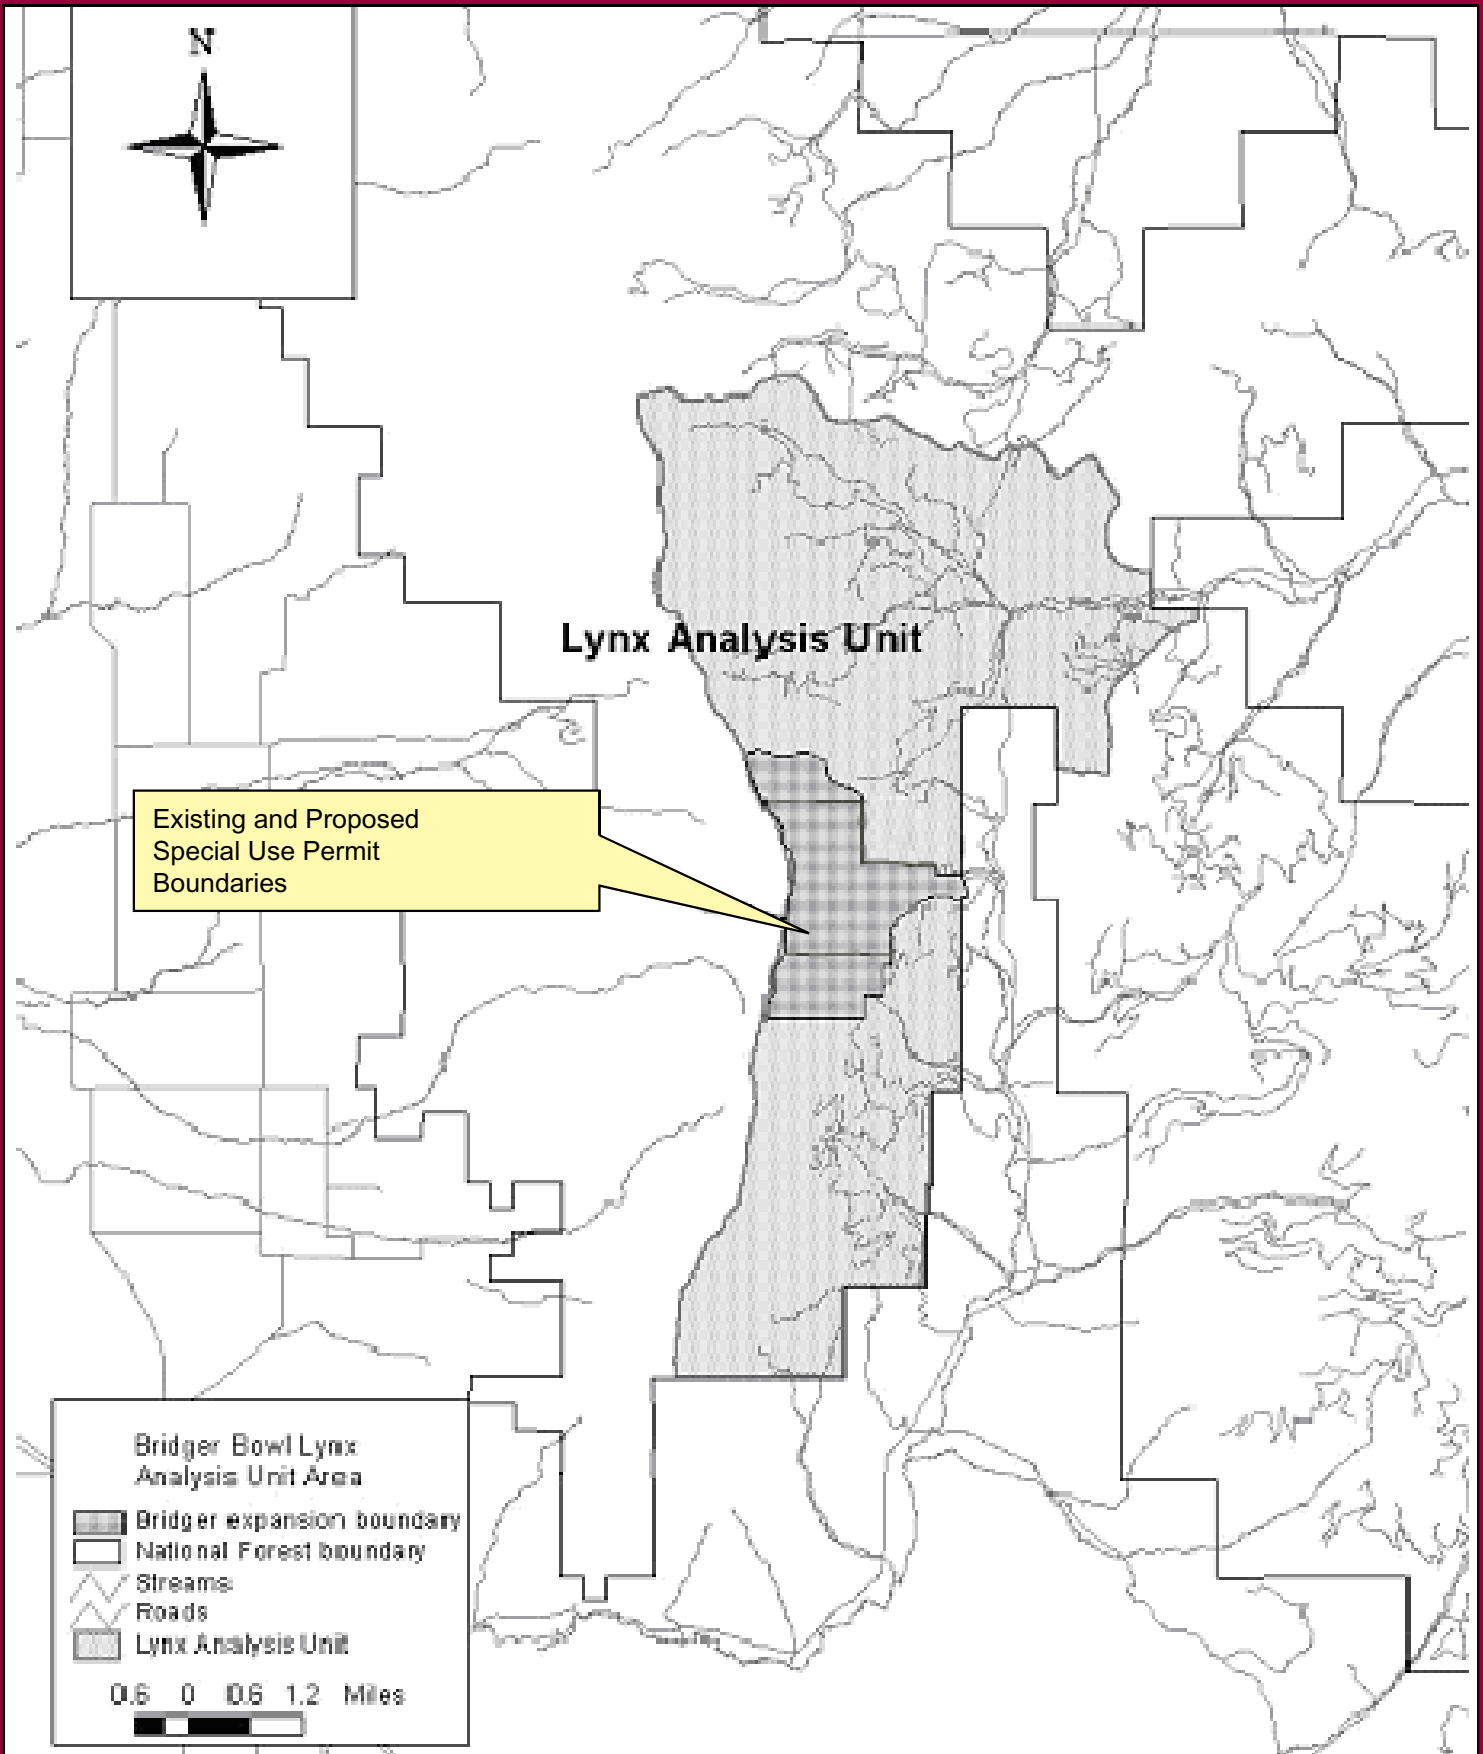 N
Lynx Analysis Unit
Existing and Proposed
Special Use Permit
Boundaries
Bridger Bowl Lynx
Analysis Unit Area
Bridger expansion boundary
National Forest boundary
Streams
Roads
Lynx Analysis Unit
0.6 0 0.6 1.2 Miles